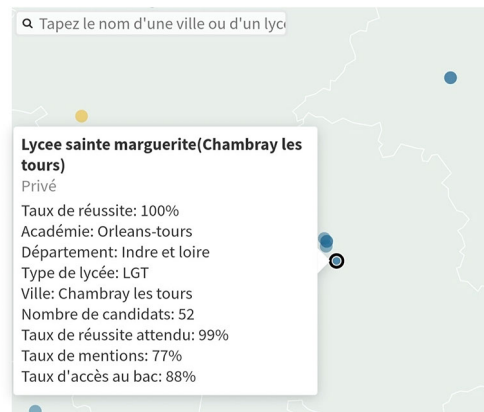 Tapez le nom d'une ville ou d'un lycé
Lycee sainte marguerite(Chambray les
tours)
Privé
Taux de réussite: 100%
Académie: Orleans-tours
Département: Indre et loire
Type de lycée: LGT
Ville: Chambray les tours
Nombre de candidats: 52
Taux de réussite attendu: 99%
Taux de mentions: 77%
Taux d'accès au bac: 88%